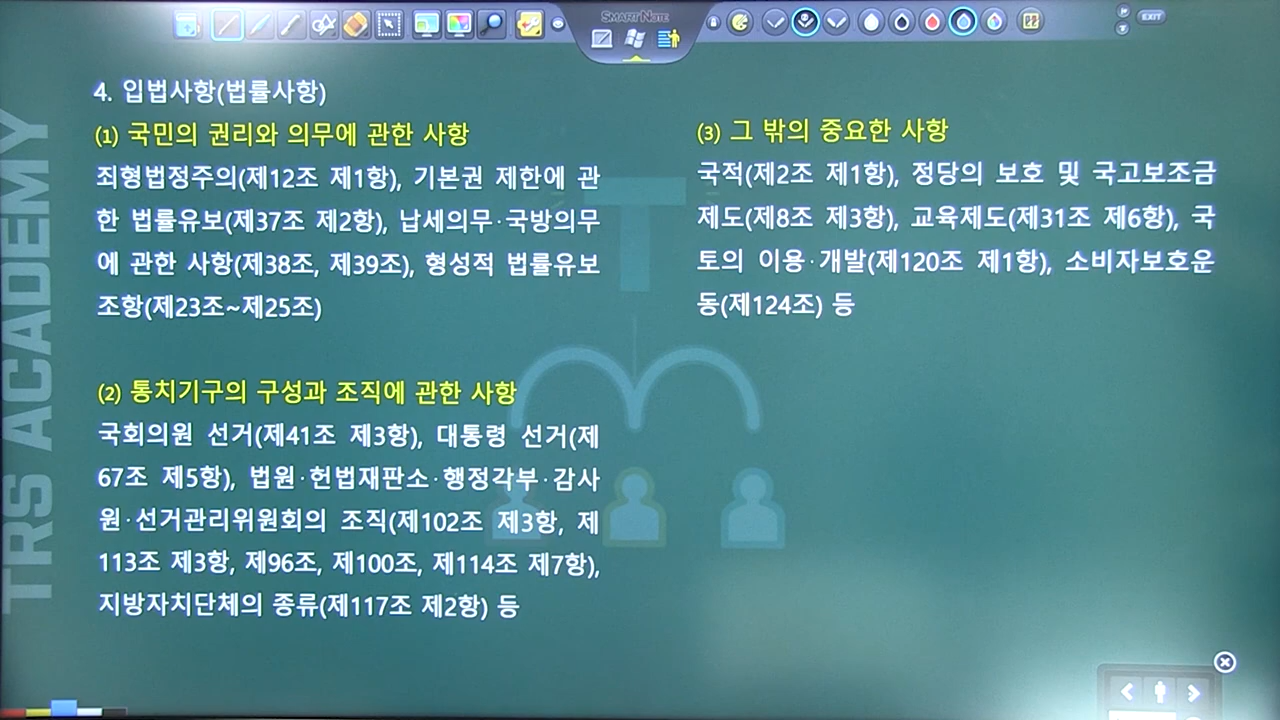 SMART NOTE
EXIT
TRS ACADEMY
4. 입법사항(법률사항)
(1) 국민의 권리와 의무에 관한 사항
죄형법정주의(제12조 제1항), 기본권 제한에 관
한 법률유보(제37조 제2항), 납세의무·국방의무
에 관한 사항(제38조, 제39조), 형성적 법률유보
조항(제23조~제25조)
(2) 통치기구의 구성과 조직에 관한 사항
국회의원 선거(제41조 제3항), 대통령 선거(제
67조 제5항), 법원·헌법재판소·행정각부·감사
원·선거관리위원회의 조직(제102조 제3항, 제
113조 제3항, 제96조, 제100조, 제114조 제7항),
지방자치단체의 종류(제117조 제2항) 등
(3) 그 밖의 중요한 사항
국적(제2조 제1항), 정당의 보호 및 국고보조금
제도(제8조 제3항), 교육제도(제31조 제6항), 국
토의 이용·개발(제120조 제1항), 소비자보호운
동(제124조) 등